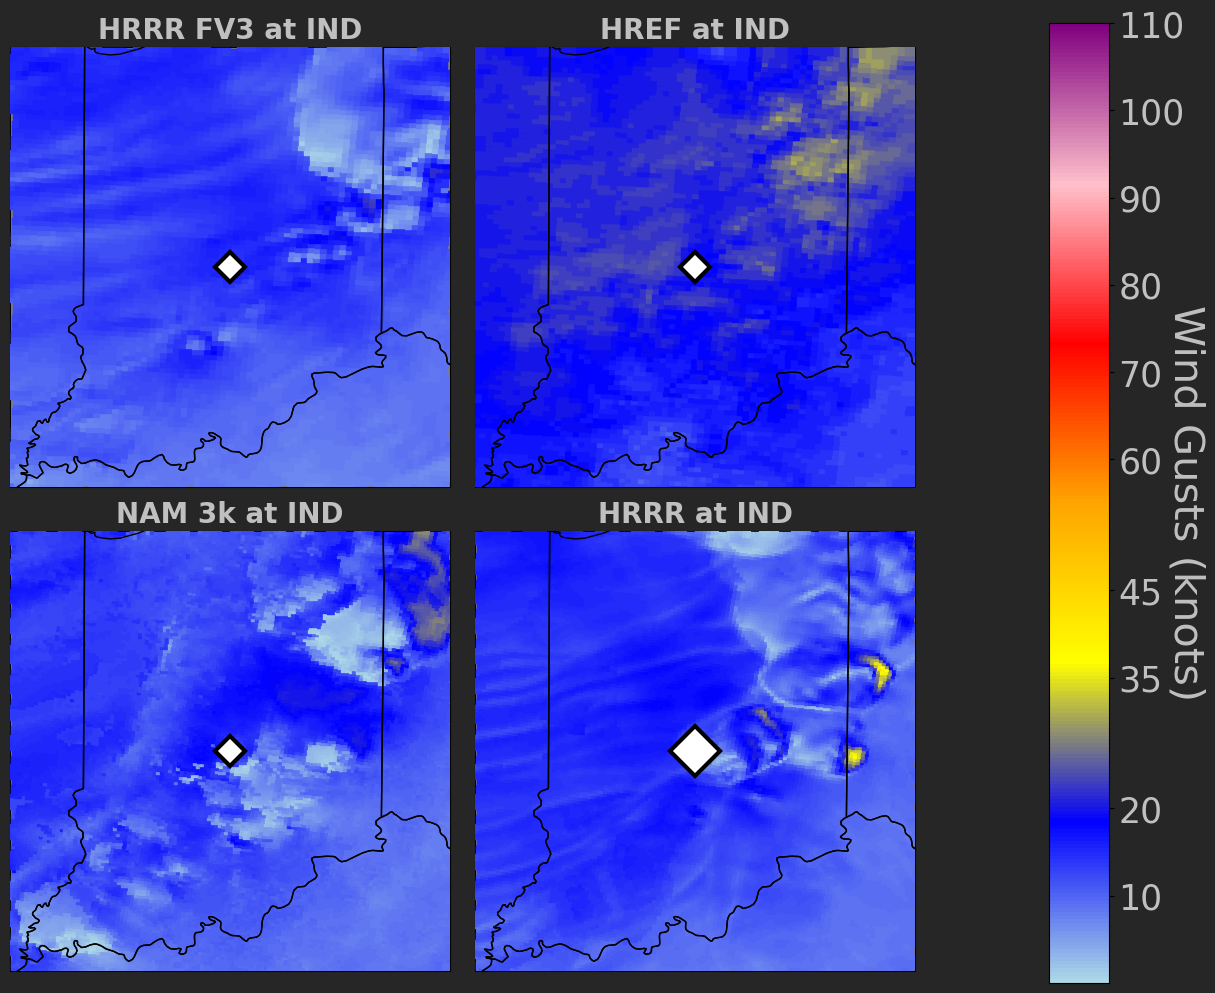 HRRR FV3 at IND
HREF at IND
NAM 3k at IND
HRRR at IND
110
100
90
80
70
60
45
35
20
10
Wind Gusts (knots)